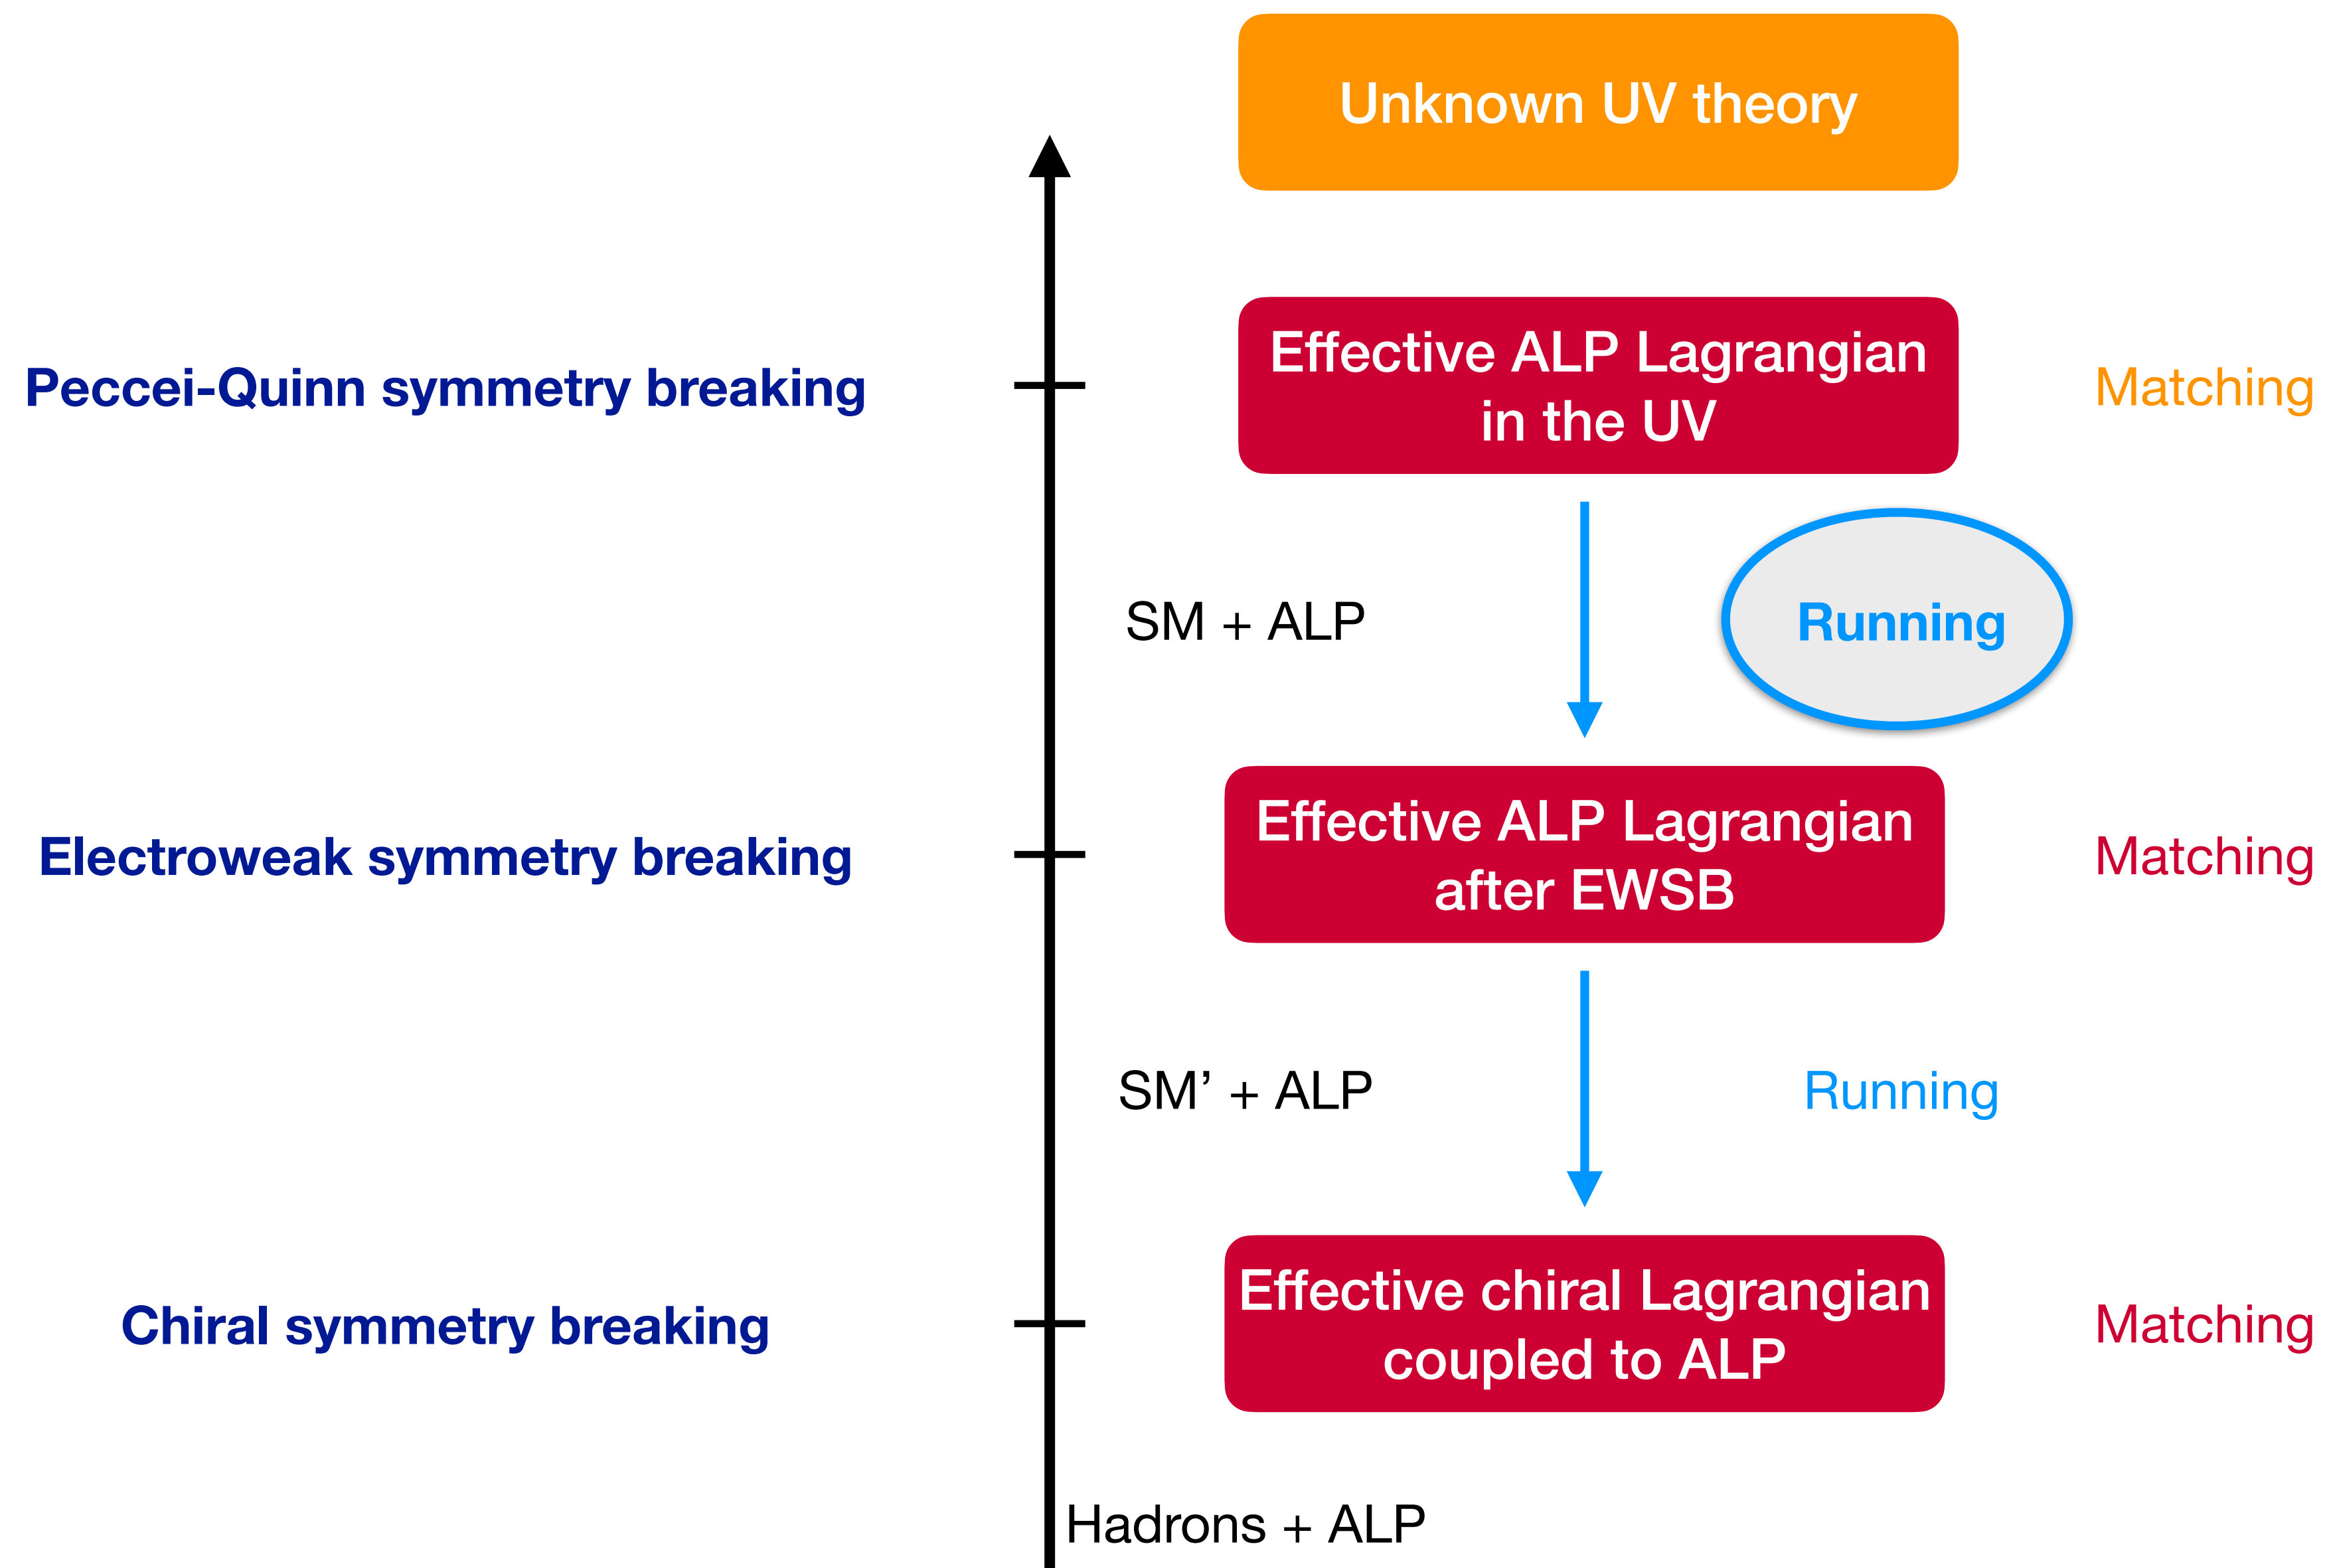 Unknown UV theory
Peccei-Quinn symmetry breaking
Effective ALP Lagrangian
in the UV
Matching
SM + ALP
Running
Electroweak symmetry breaking
Effective ALP Lagrangian
after EWSB
Matching
SM’ + ALP
Running
Chiral symmetry breaking
Effective chiral Lagrangian
coupled to ALP
Matching
Hadrons + ALP